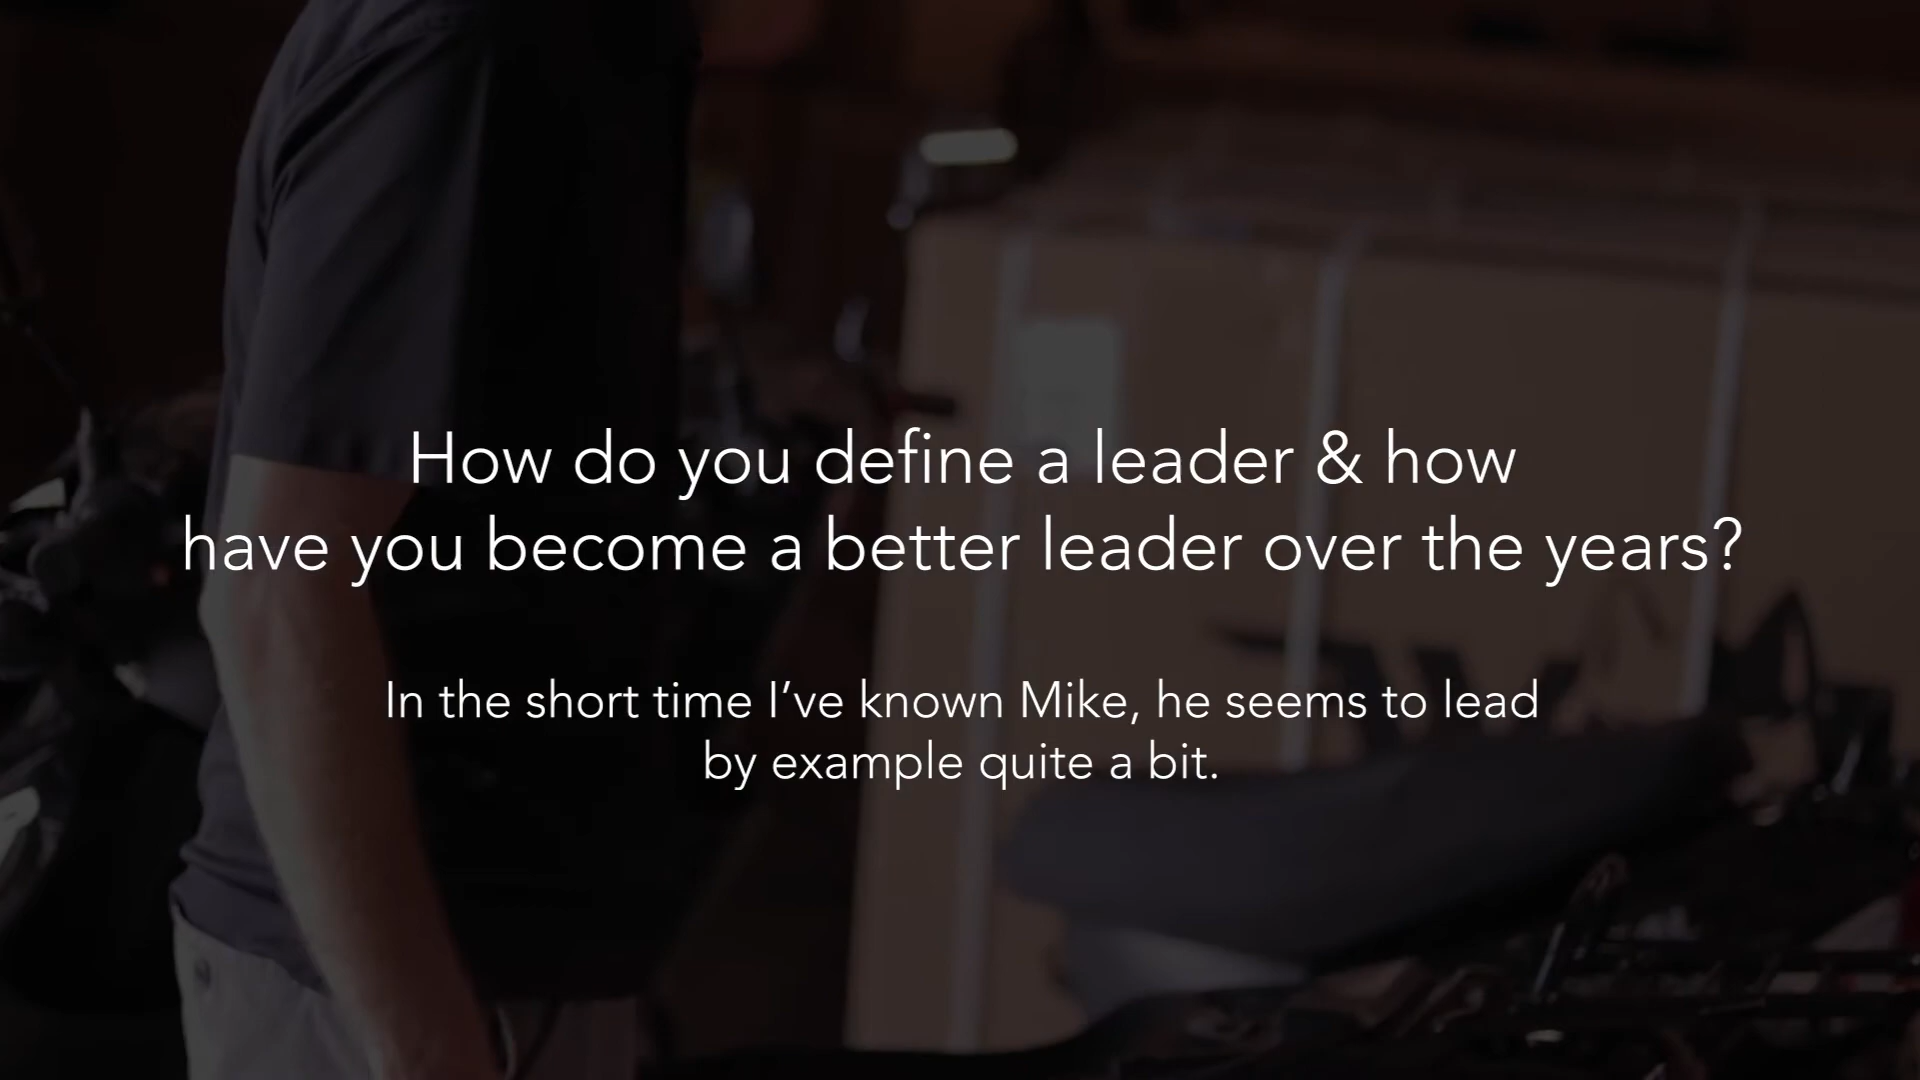 How do you define a leader & how
have you become a better leader over the years?
In the short time I’ve known Mike, he seems to lead
by example quite a bit.